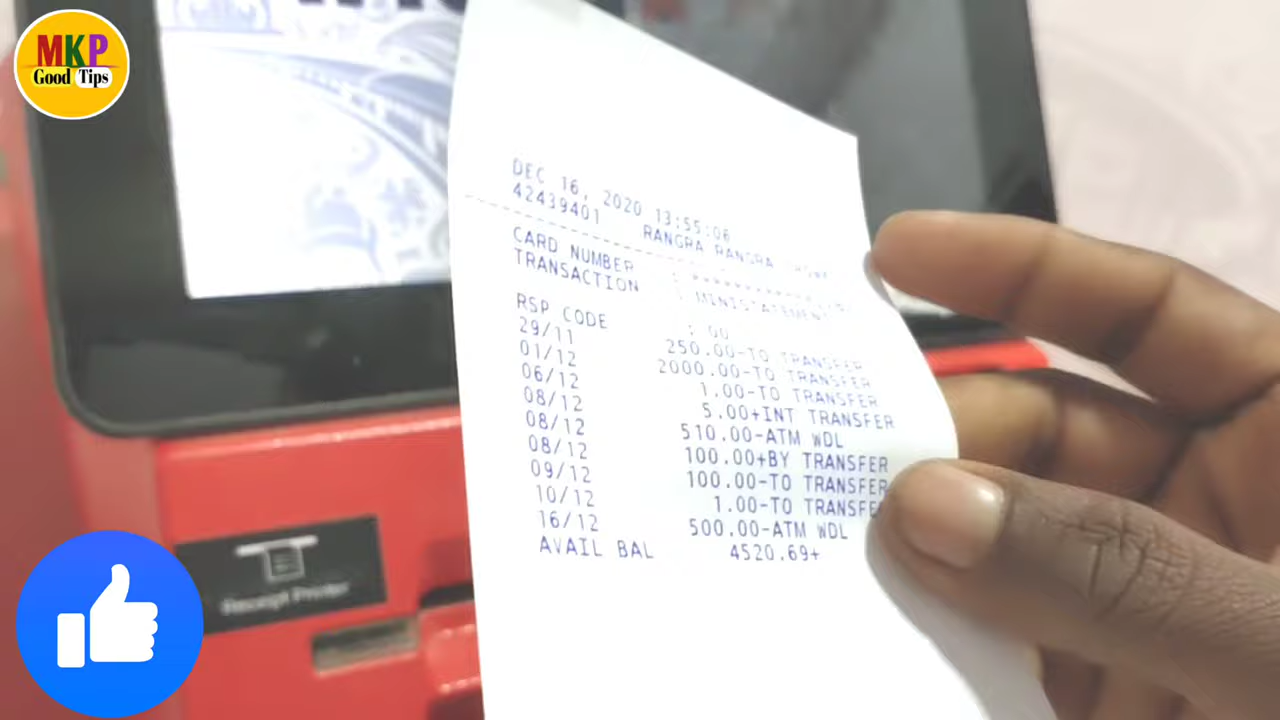 MKP
Good Tips
DEC 16, 2020 13:55:06
42439401 RANGRA RANGRA
CARD NUMBER :
TRANSACTION : MINISTATEMENT
RSP CODE : 00
29/11 250.00-TO TRANSFER
01/12 2000.00-TO TRANSFER
06/12 1.00-TO TRANSFER
08/12 5.00+INT TRANSFER
08/12 510.00-ATM WDL
08/12 100.00+BY TRANSFER
09/12 100.00-TO TRANSFER
10/12 1.00-TO TRANSFE
16/12 500.00-ATM WDL
AVAIL BAL 4520.69+
Receipt Printer